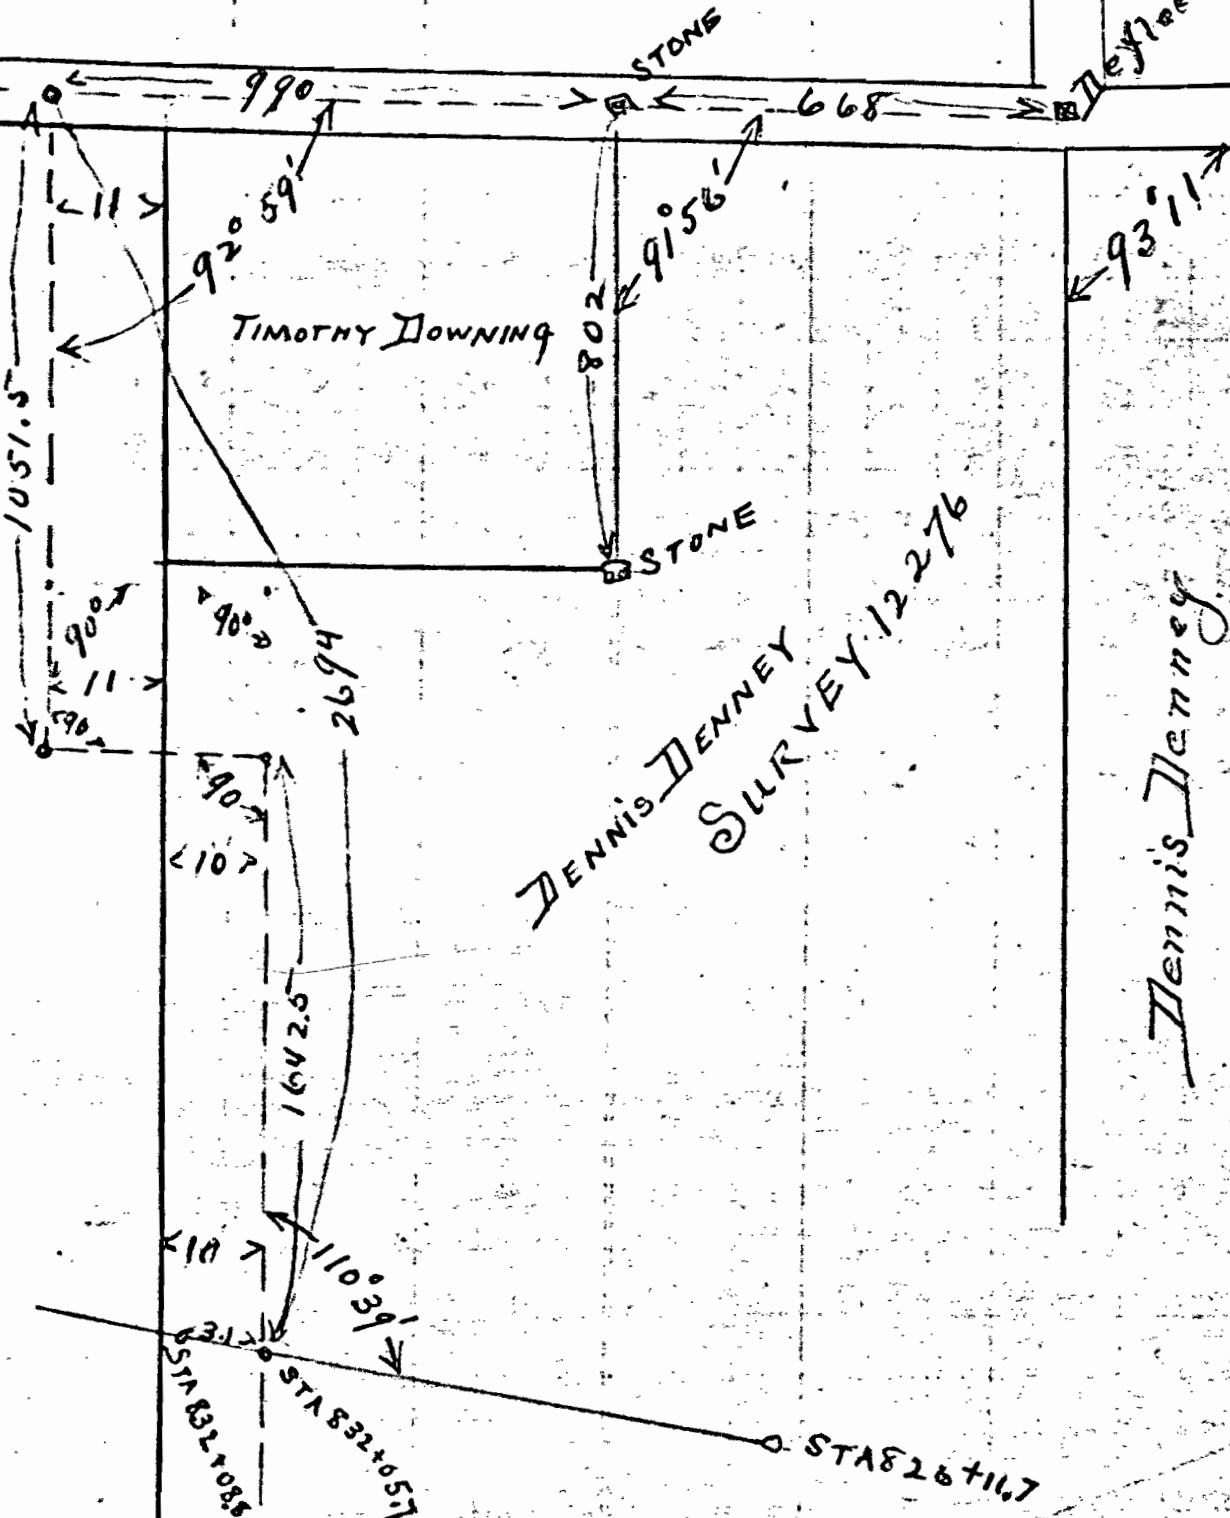 STONE
990
668
11
92° 59'
91° 56'
93° 11'
TIMOTHY DOWNING
802
1051.5
STONE
90°
90°
11
90
2694
DENNIS DENNEY
SURVEY. 12276
Dennis Denney
90
10
1642.5
10
110° 39'
3.1
STA 832+08.8
STA 832+05.7
STA 826+11.7